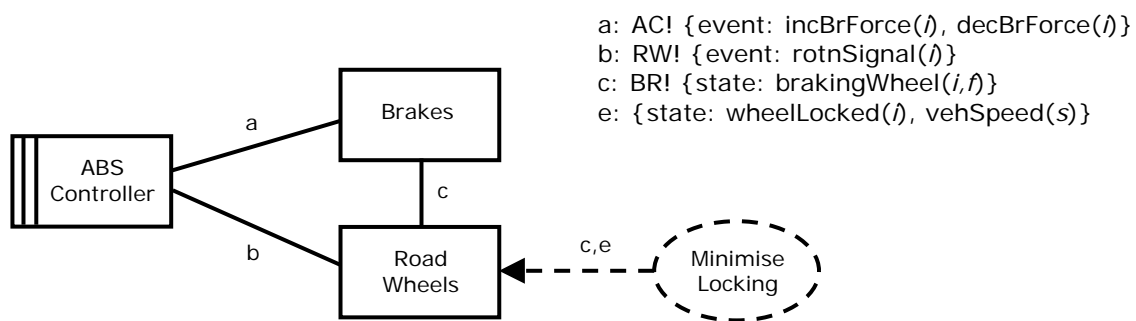 a: AC! {event: incBrForce(i), decBrForce(i)}
b: RW! {event: rotnSignal(i)}
c: BR! {state: brakingWheel(i,f)}
e: {state: wheelLocked(i), vehSpeed(s)}
Brakes
a
ABS
Controller
c
b
Road
Wheels
c,e
Minimise
Locking